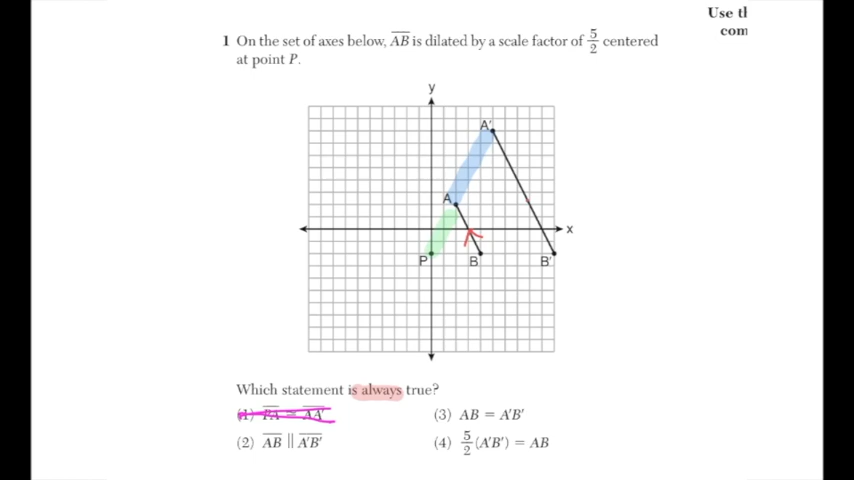 Use th
com
1 On the set of axes below, AB is dilated by a scale factor of 5/2 centered
at point P.
y
A′
A
x
P
B
B′
Which statement is always true?
(1) PA = AA′
(3) AB = A′B′
(2) AB || A′B′
(4) 5/2 (A′B′) = AB